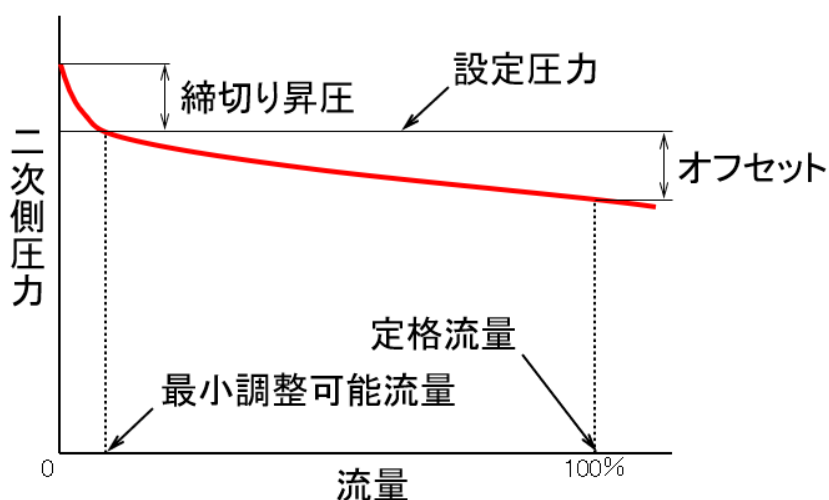 設定圧力
締切り昇圧
二次側圧力
オフセット
定格流量
最小調整可能流量
0
100%
流量